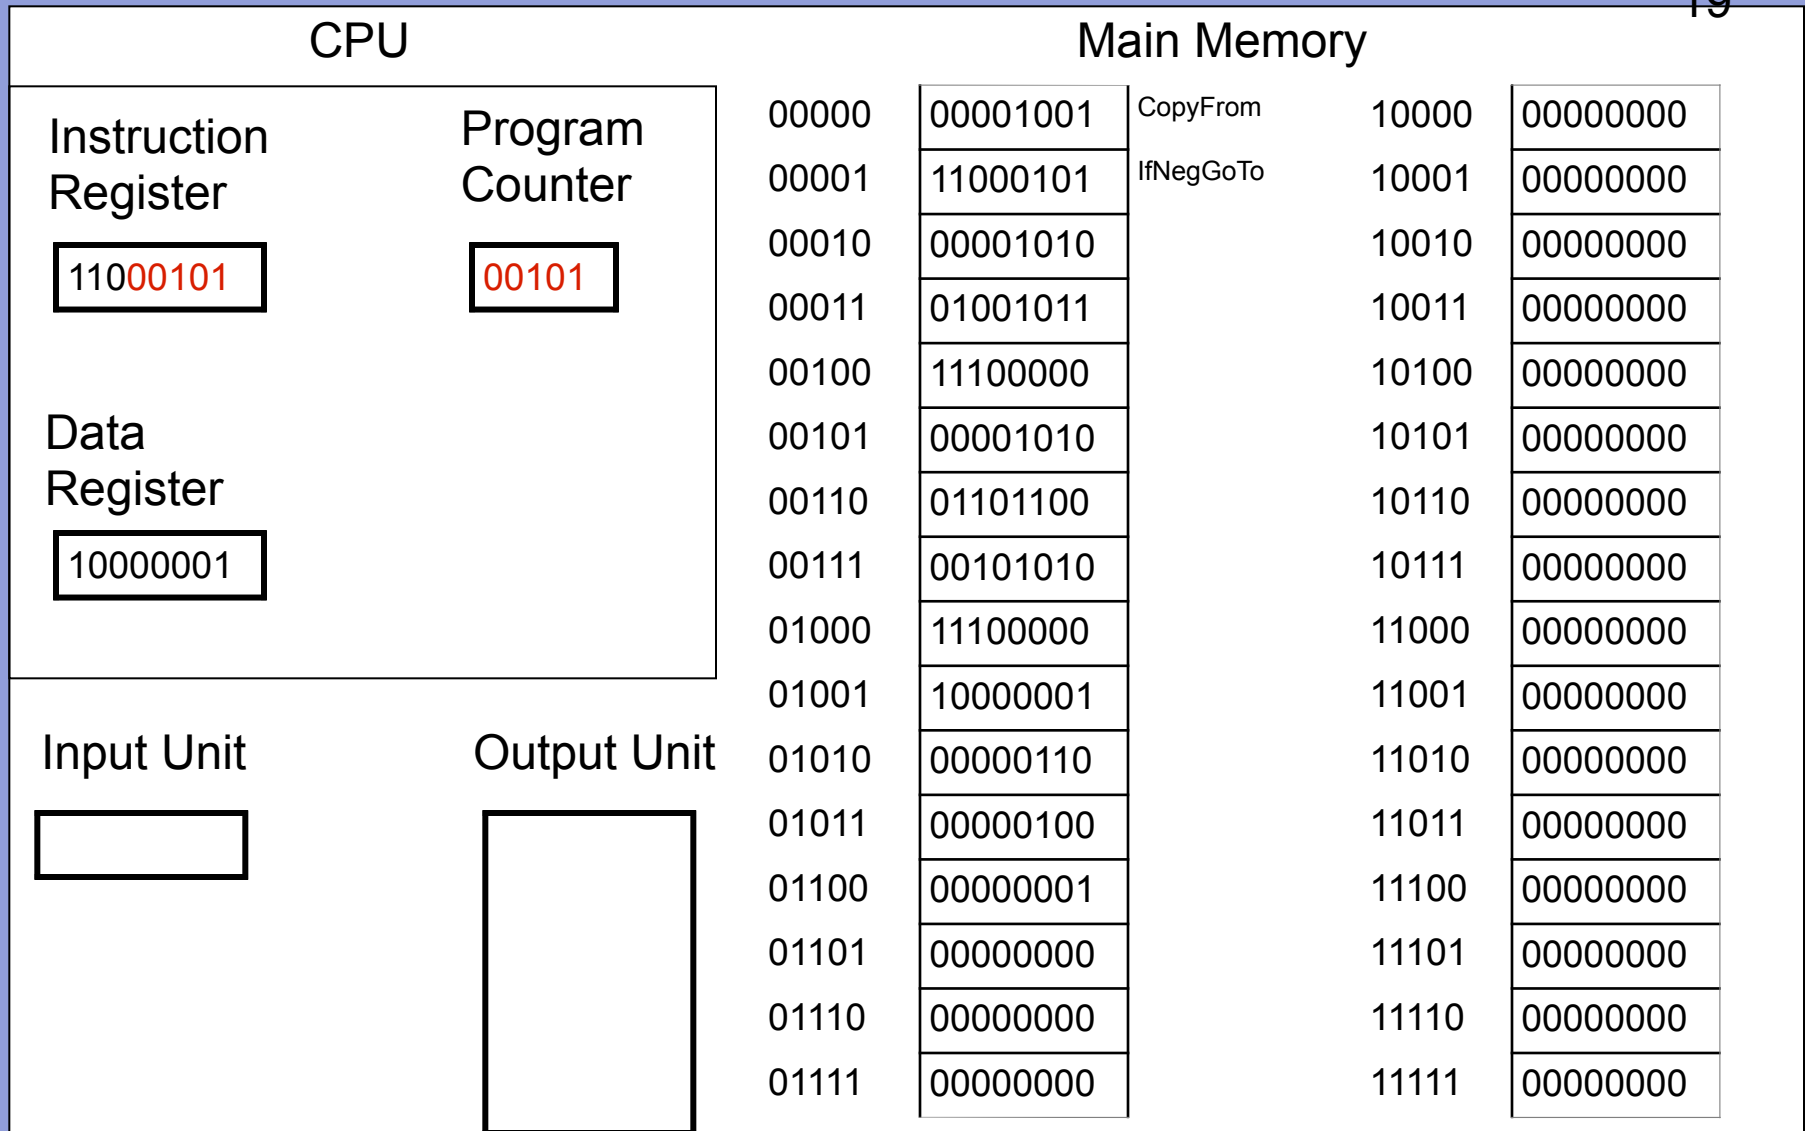 19
CPU
Main Memory
Instruction
Register
Program
Counter
11000101
00101
Data
Register
10000001
Input Unit
Output Unit
00000 00001001 CopyFrom 10000 00000000
00001 11000101 IfNegGoTo 10001 00000000
00010 00001010 10010 00000000
00011 01001011 10011 00000000
00100 11100000 10100 00000000
00101 00001010 10101 00000000
00110 01101100 10110 00000000
00111 00101010 10111 00000000
01000 11100000 11000 00000000
01001 10000001 11001 00000000
01010 00000110 11010 00000000
01011 00000100 11011 00000000
01100 00000001 11100 00000000
01101 00000000 11101 00000000
01110 00000000 11110 00000000
01111 00000000 11111 00000000